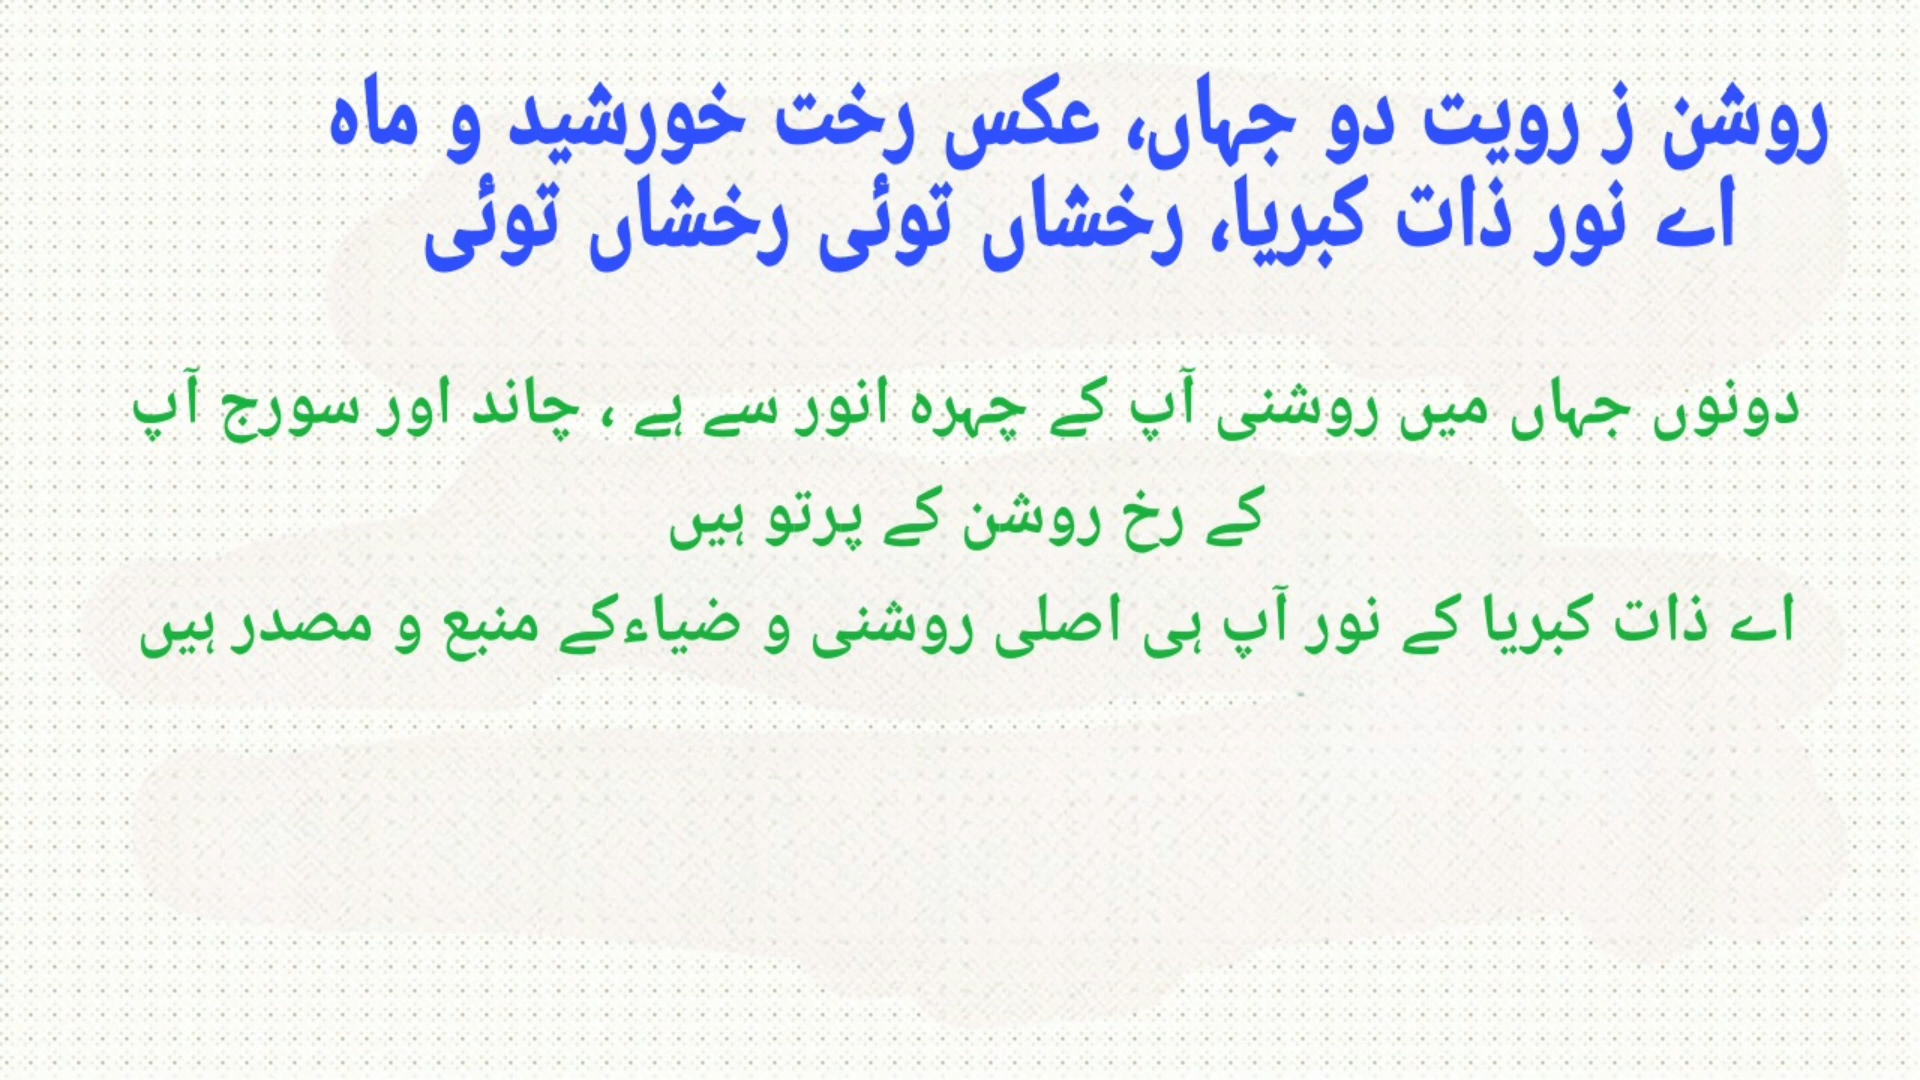 روشن ز رویت دو جہاں، عکس رخت خورشید و ماہ
اے نور ذات کبریا، رخشاں توئی رخشاں توئی
دونوں جہاں میں روشنی آپ کے چہرہ انور سے ہے ، چاند اور سورج آپ
کے رخ روشن کے پرتو ہیں
اے ذات کبریا کے نور آپ ہی اصلی روشنی و ضیاءکے منبع و مصدر ہیں